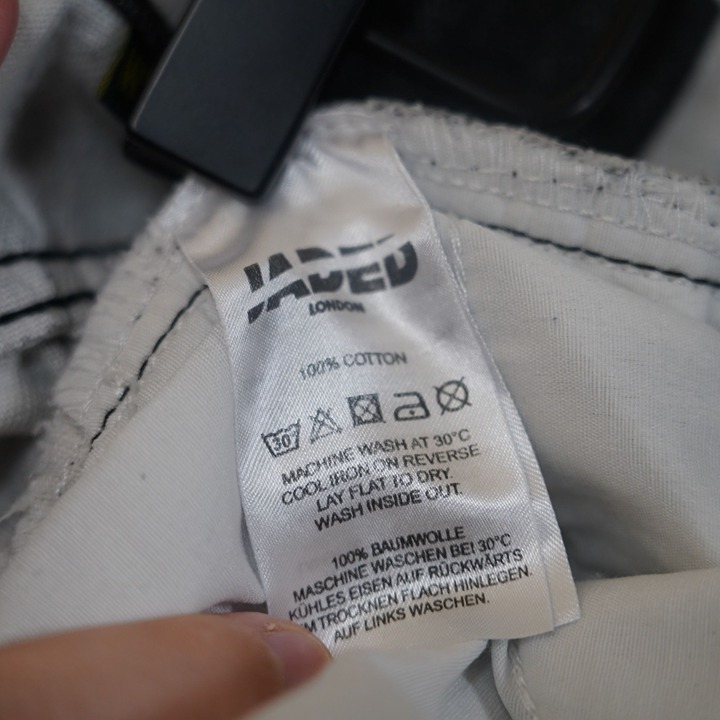 JADED
LONDON
100% COTTON
30
MACHINE WASH AT 30°C
COOL IRON ON REVERSE
LAY FLAT TO DRY.
WASH INSIDE OUT.
100% BAUMWOLLE
MASCHINE WASCHEN BEI 30°C
KÜHLES EISEN AUF RÜCKWÄRTS
M TROCKNEN FLACH HINLEGEN.
AUF LINKS WASCHEN.